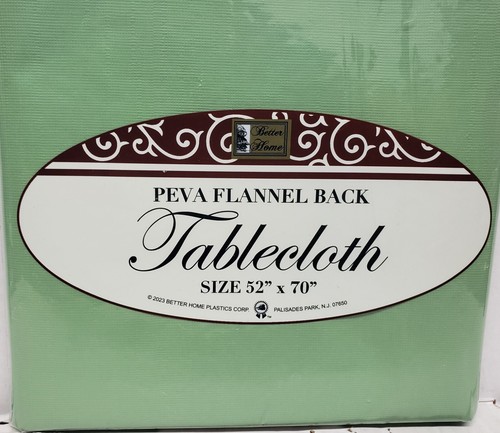 Better
Home
PEVA FLANNEL BACK
Tablecloth
SIZE 52" x 70"
© 2023 BETTER HOME PLASTICS CORP. PALISADES PARK, N.J. 07650